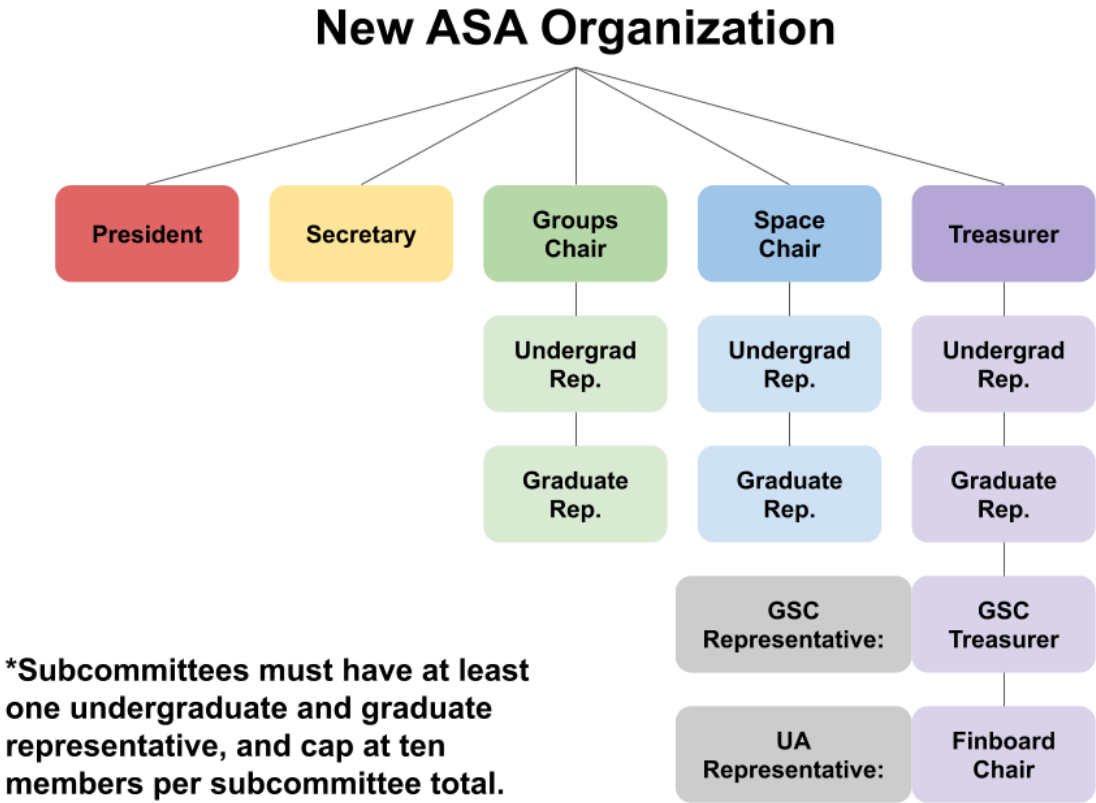 New ASA Organization
President
Secretary
Groups
Chair
Space
Chair
Treasurer
Undergrad
Rep.
Undergrad
Rep.
Undergrad
Rep.
Graduate
Rep.
Graduate
Rep.
Graduate
Rep.
GSC
Representative:
GSC
Treasurer
UA
Representative:
Finboard
Chair
*Subcommittees must have at least
one undergraduate and graduate
representative, and cap at ten
members per subcommittee total.